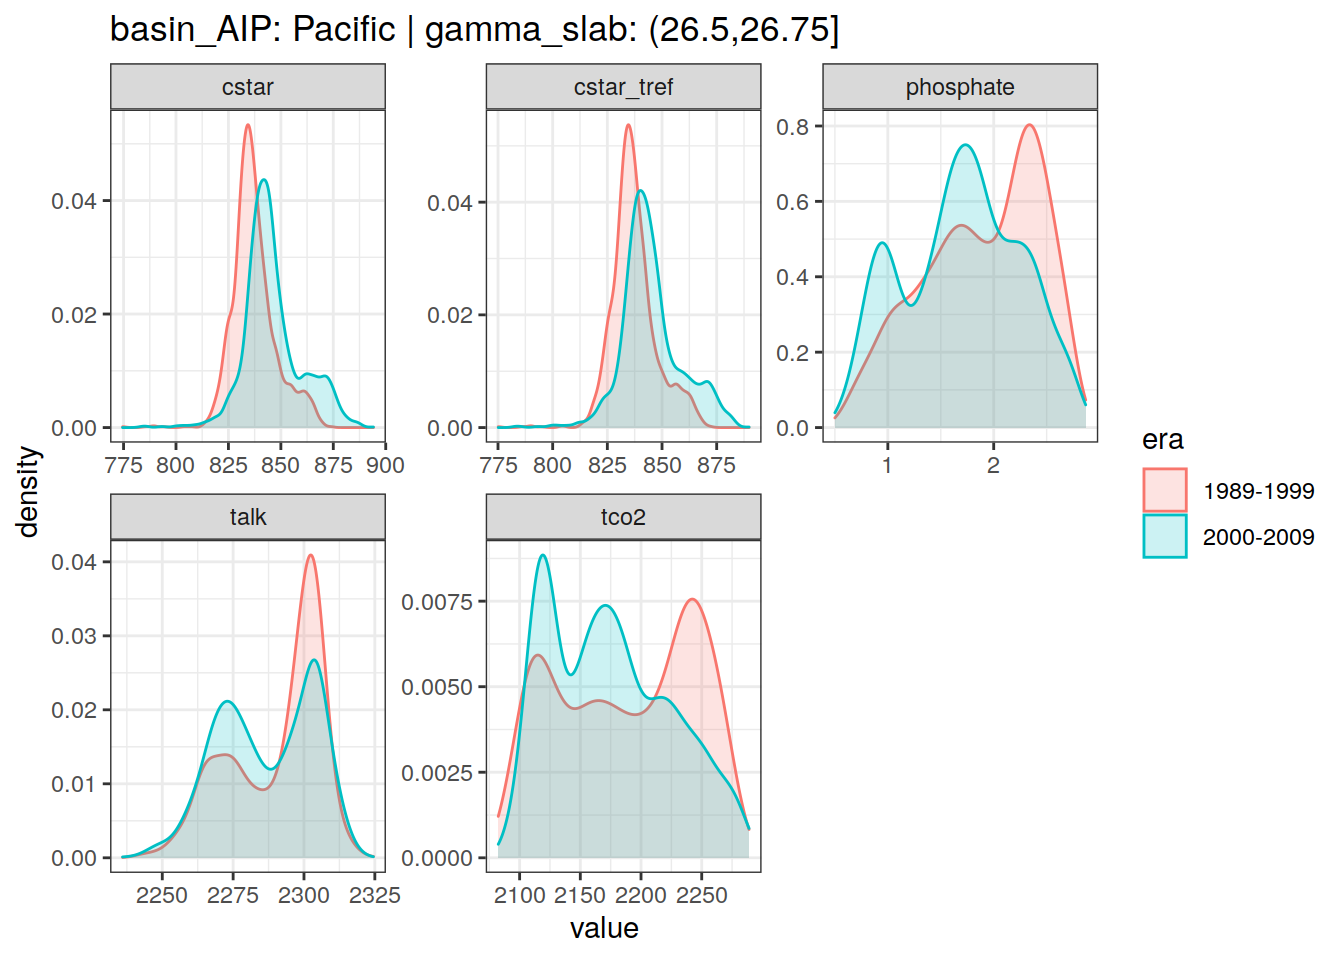 basin_AIP: Pacific | gamma_slab: (26.5,26.75]
cstar
cstar_tref
phosphate
0.04
0.02
0.00
775 800 825 850 875 900
0.04
0.02
0.00
775 800 825 850 875
0.8
0.6
0.4
0.2
0.0
1 2
talk
tco2
0.04
0.03
0.02
0.01
0.00
2250 2275 2300 2325
0.0075
0.0050
0.0025
0.0000
2100 2150 2200 2250
density
value
era
1989-1999
2000-2009